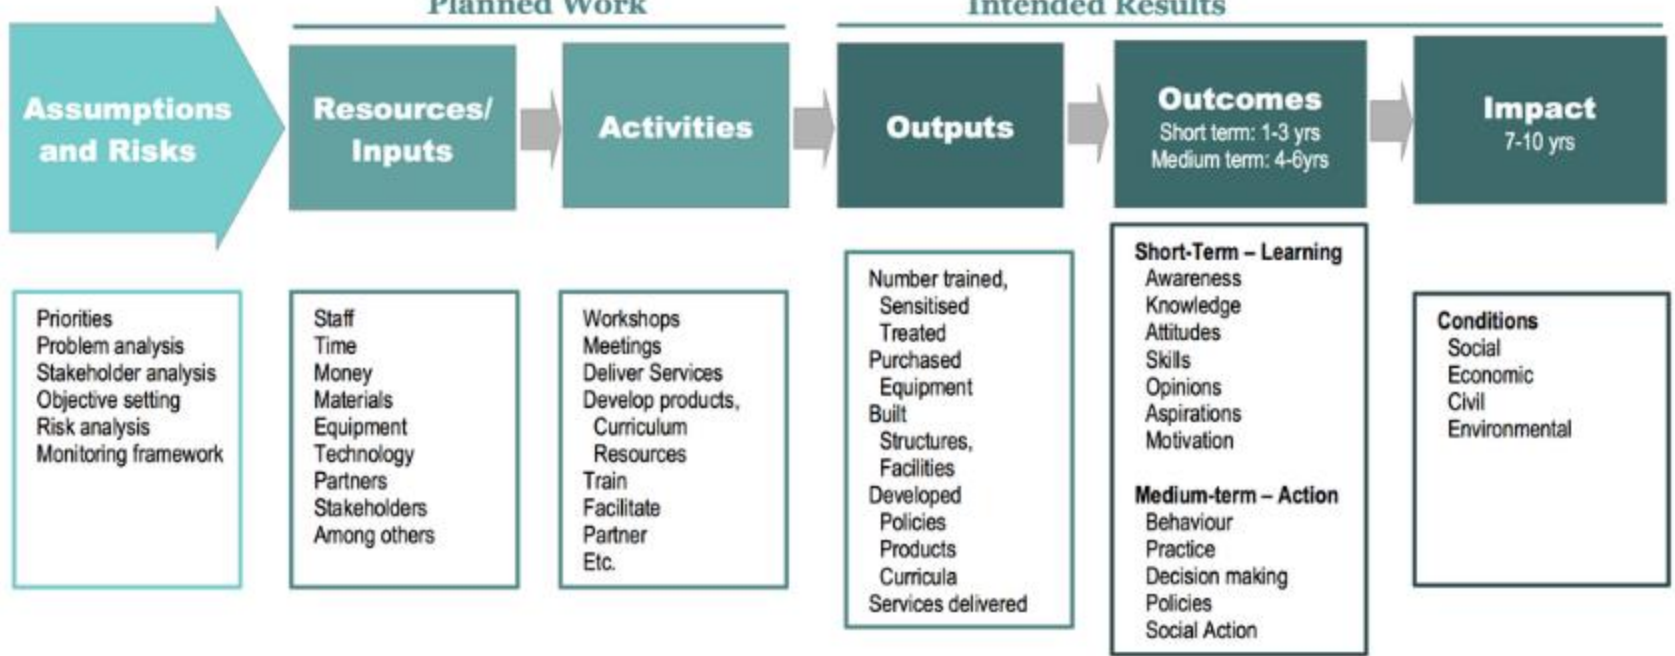 Planned Work
Intended Results
Assumptions
and Risks
Resources/
Inputs
Activities
Outputs
Outcomes
Short term: 1-3 yrs
Medium term: 4-6yrs
Impact
7-10 yrs
Priorities
Problem analysis
Stakeholder analysis
Objective setting
Risk analysis
Monitoring framework
Staff
Time
Money
Materials
Equipment
Technology
Partners
Stakeholders
Among others
Workshops
Meetings
Deliver Services
Develop products,
Curriculum
Resources
Train
Facilitate
Partner
Etc.
Number trained,
Sensitised
Treated
Purchased
Equipment
Built
Structures,
Facilities
Developed
Policies
Products
Curricula
Services delivered
Short-Term – Learning
Awareness
Knowledge
Attitudes
Skills
Opinions
Aspirations
Motivation
Medium-term – Action
Behaviour
Practice
Decision making
Policies
Social Action
Conditions
Social
Economic
Civil
Environmental